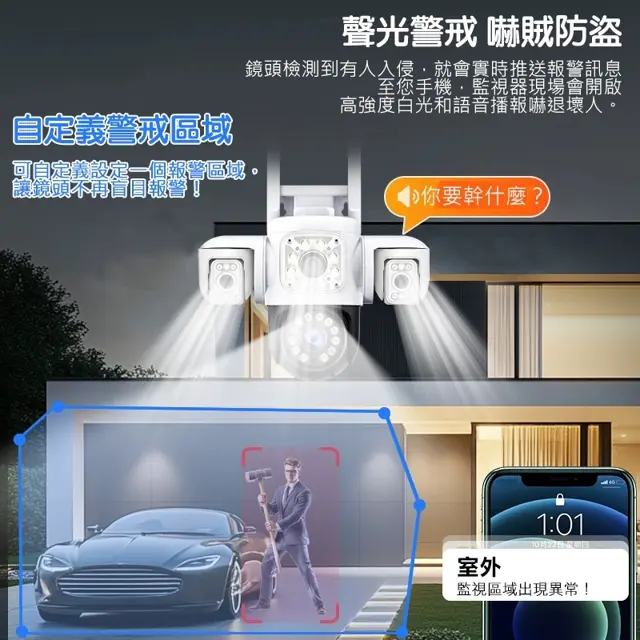 聲光警戒 嚇賊防盜
鏡頭檢測到有人入侵，就會實時推送報警訊息
至您手機，監視器現場會開啟
高強度白光和語音播報嚇退壞人。
自定義警戒區域
可自定義設定一個報警區域，
讓鏡頭不再盲目報警！
你要幹什麼？
4G
1:01
室外
監視區域出現異常！